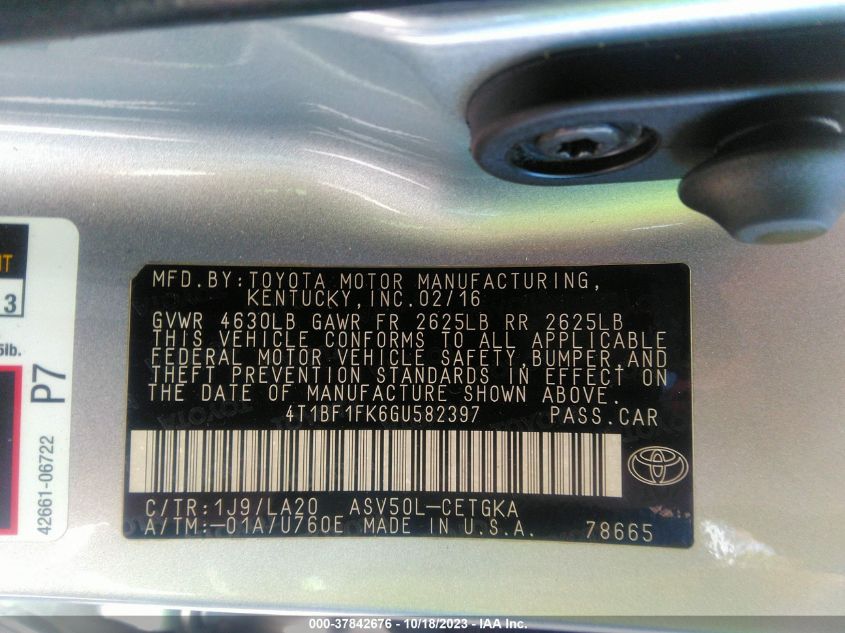 MFD.BY:TOYOTA MOTOR MANUFACTURING,
KENTUCKY,INC.02/16
GVWR 4630LB GAWR FR 2625LB RR 2625LB
THIS VEHICLE CONFORMS TO ALL APPLICABLE
FEDERAL MOTOR VEHICLE SAFETY,BUMPER,AND
THEFT PREVENTION STANDARDS IN EFFECT ON
THE DATE OF MANUFACTURE SHOWN ABOVE.
4T1BF1FK6GU582397 PASS.CAR
C/TR:1J9/LA20 ASV50L-CETGKA
A/TM:-01A/U760E MADE IN U.S.A. 78665
3
lb.
P7
42661-06722
000-37842676 | 10/18/2023 - IAA Inc.